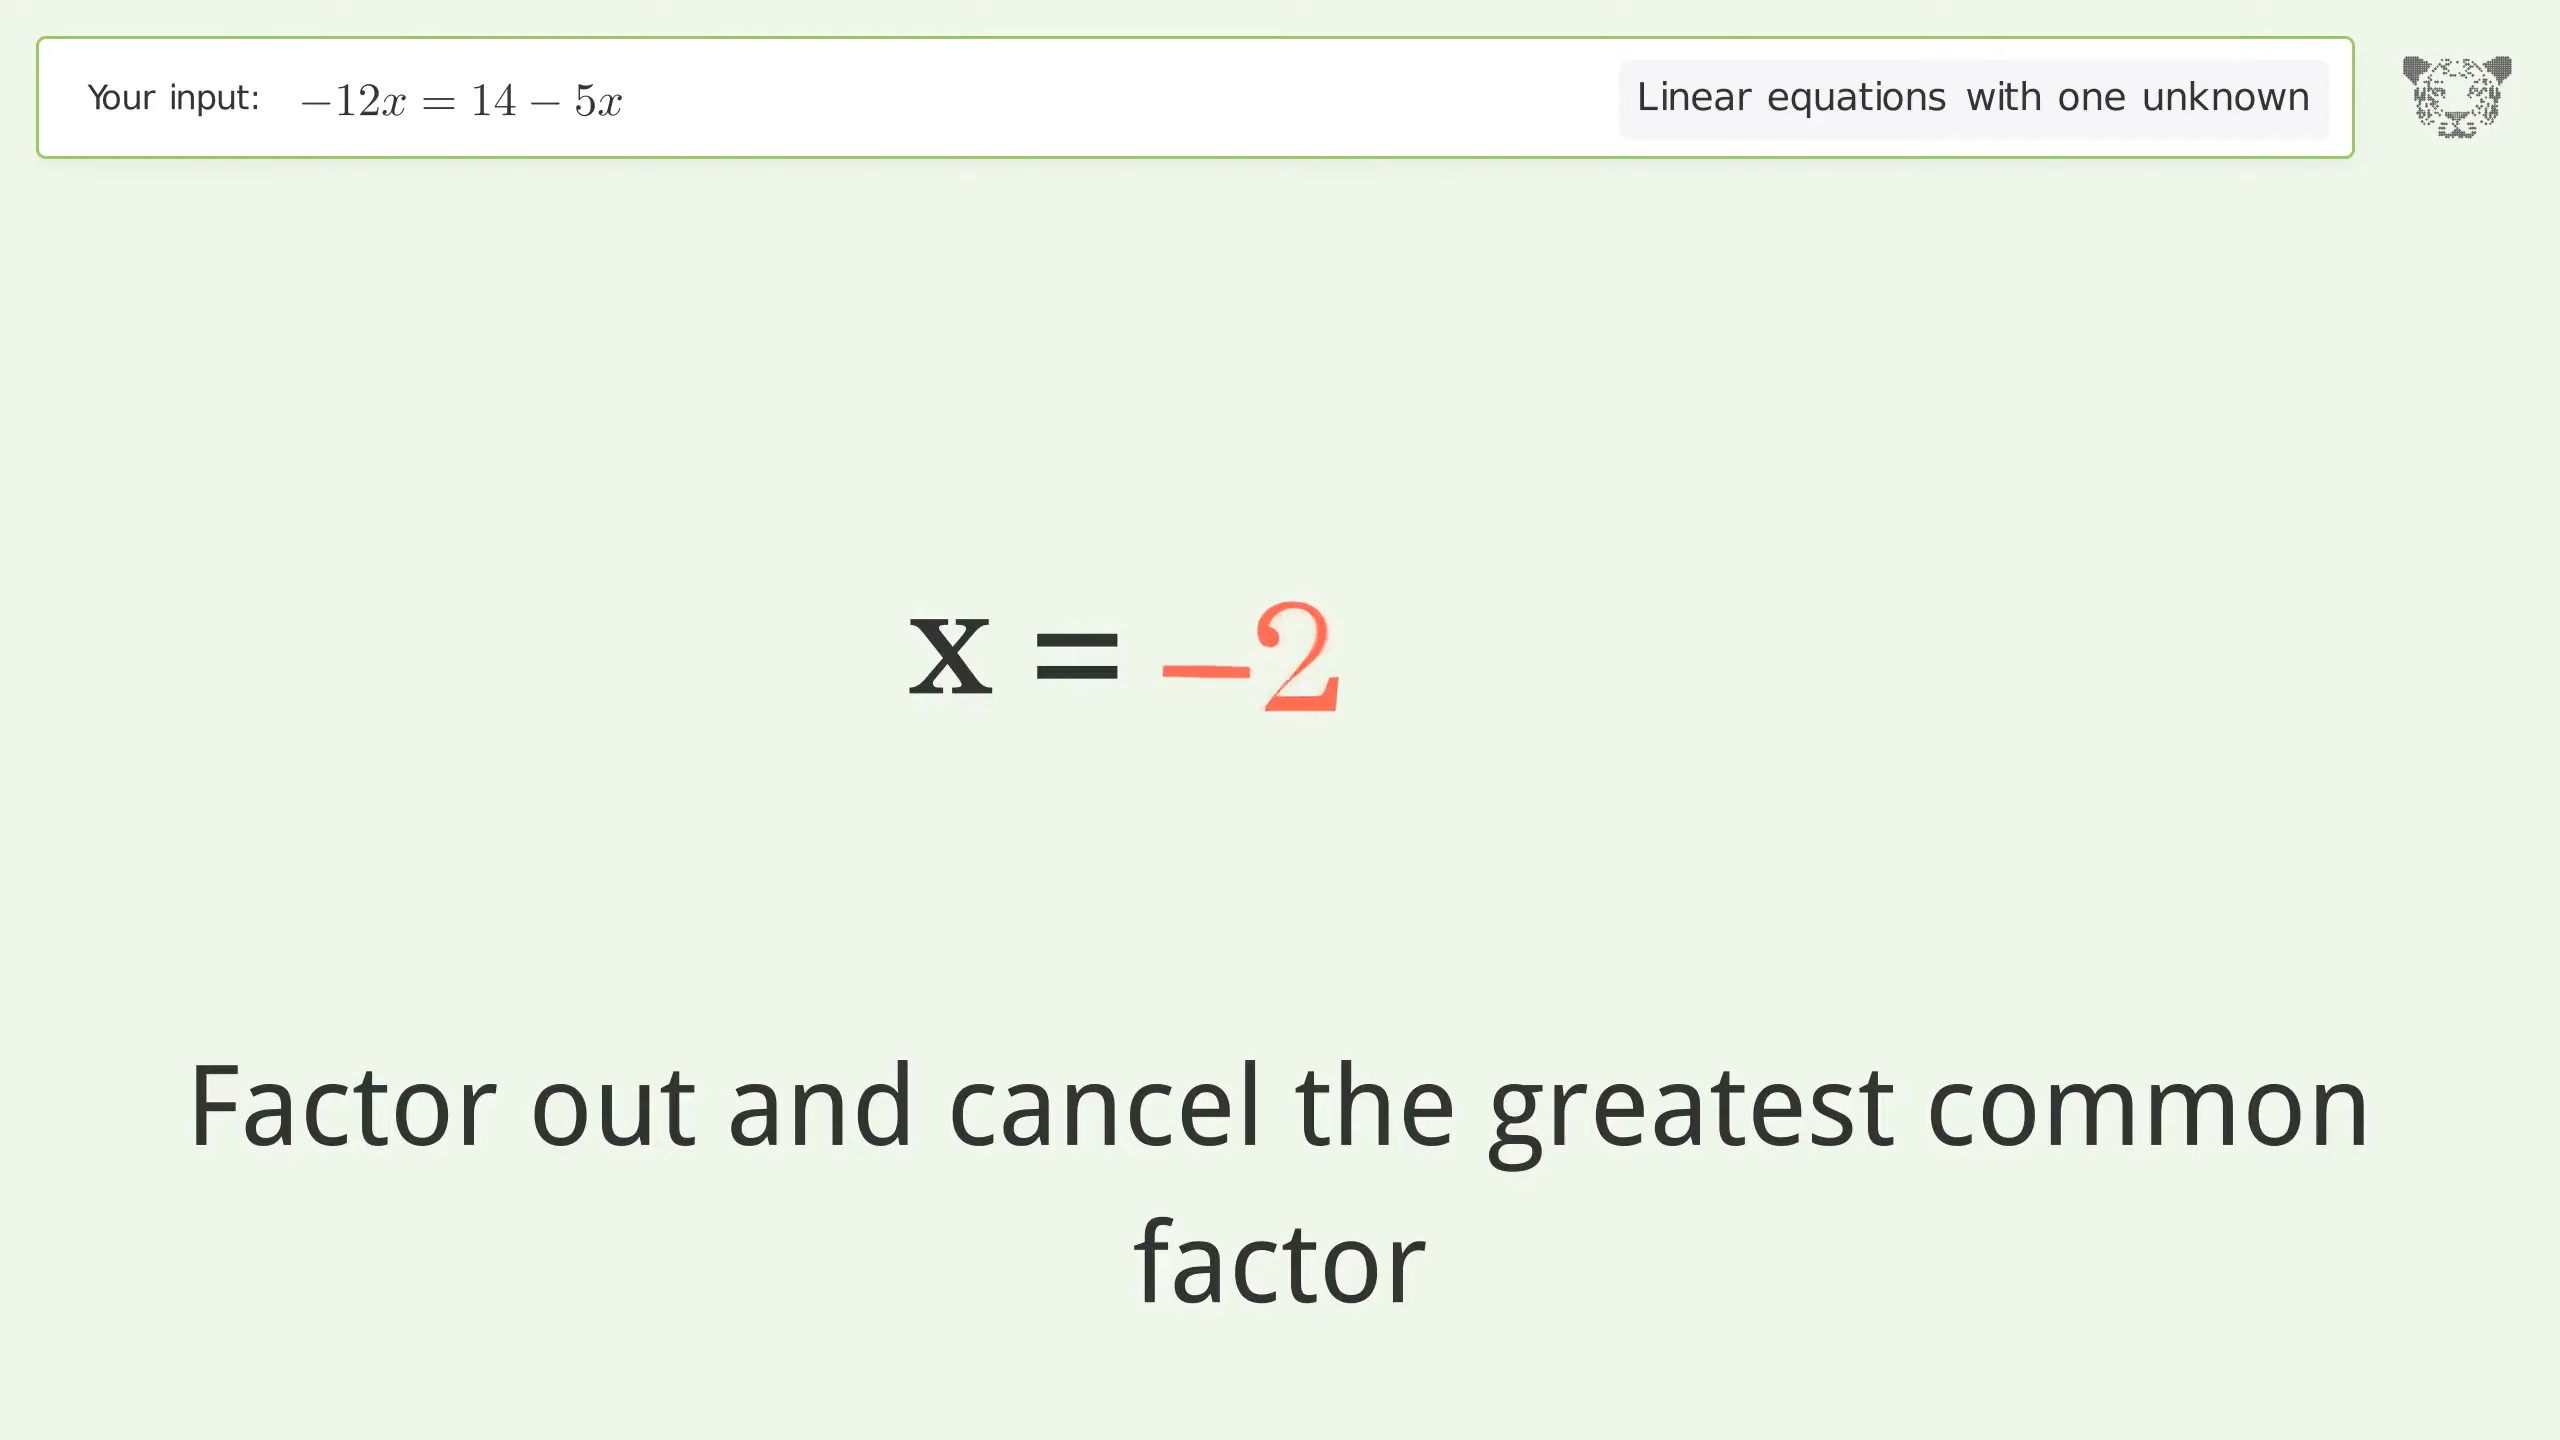 Your input: −12x = 14 − 5x
Linear equations with one unknown
x = −2
Factor out and cancel the greatest common
factor